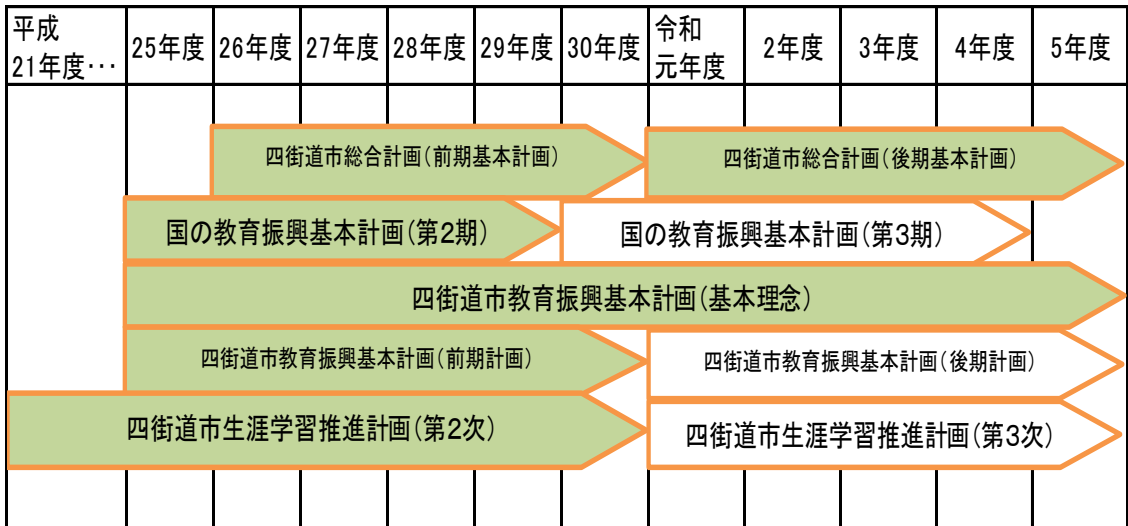 平成
21年度･･･
25年度
26年度
27年度
28年度
29年度
30年度
令和
元年度
2年度
3年度
4年度
5年度
四街道市総合計画(前期基本計画)
四街道市総合計画(後期基本計画)
国の教育振興基本計画(第2期)
国の教育振興基本計画(第3期)
四街道市教育振興基本計画(基本理念)
四街道市教育振興基本計画(前期計画)
四街道市教育振興基本計画(後期計画)
四街道市生涯学習推進計画(第2次)
四街道市生涯学習推進計画(第3次)